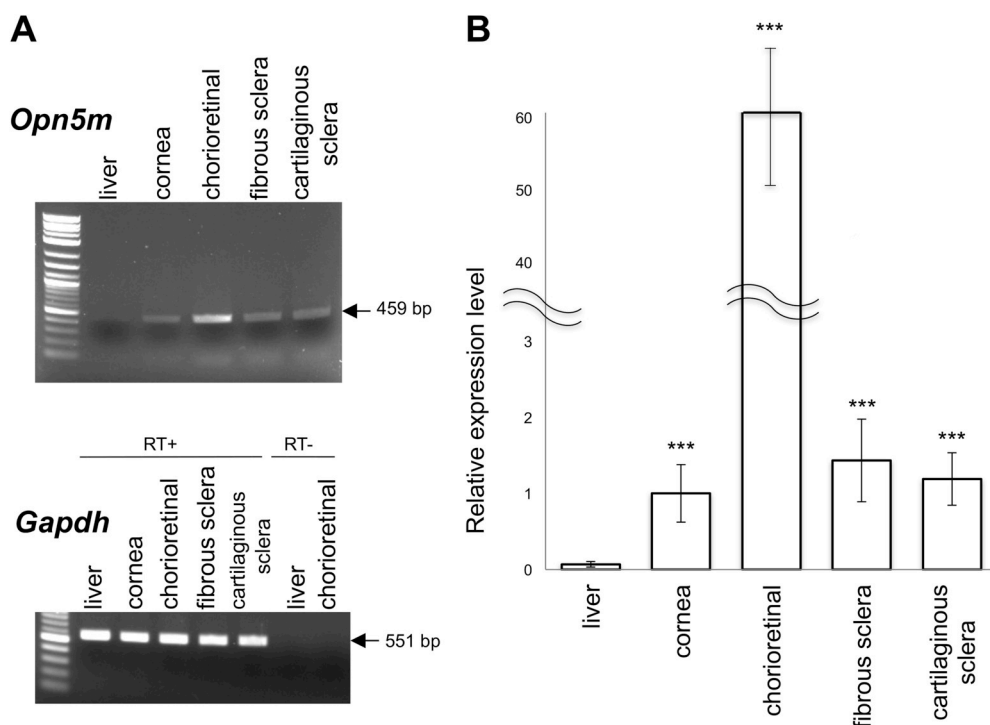 A
Opn5m
liver
cornea
chorioretinal
fibrous sclera
cartilaginous
sclera
459 bp
RT+
RT-
Gapdh
liver
cornea
chorioretinal
fibrous sclera
cartilaginous
sclera
liver
chorioretinal
551 bp
B
Relative expression level
60
50
40
3
2
1
0
***
***
***
***
liver
cornea
chorioretinal
fibrous sclera
cartilaginous
sclera